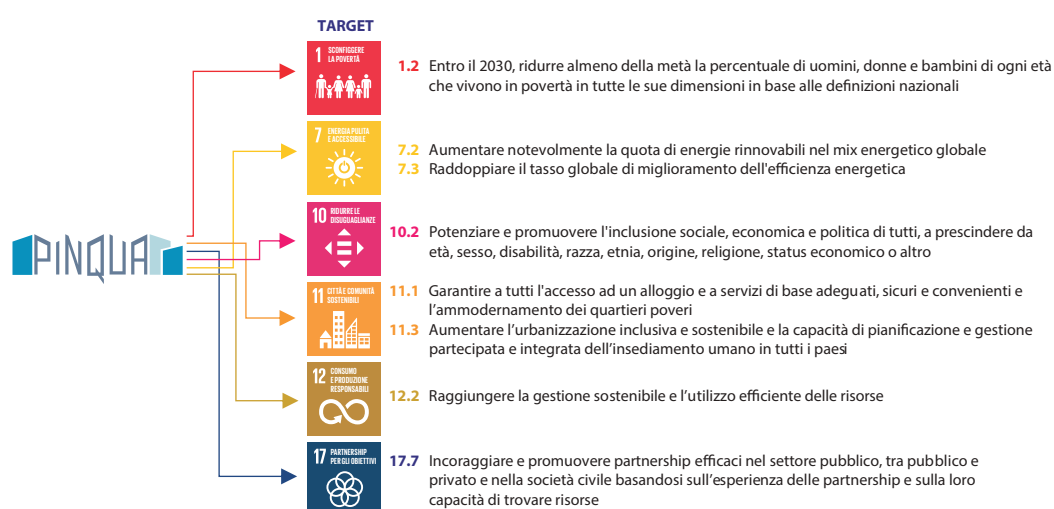 TARGET
1 SCONFIGGERE
LA POVERTÀ
1.2 Entro il 2030, ridurre almeno della metà la percentuale di uomini, donne e bambini di ogni età
che vivono in povertà in tutte le sue dimensioni in base alle definizioni nazionali
7 ENERGIA PULITA
E ACCESSIBILE
7.2 Aumentare notevolmente la quota di energie rinnovabili nel mix energetico globale
7.3 Raddoppiare il tasso globale di miglioramento dell'efficienza energetica
PINQUA
10 RIDURRE LE
DISUGUAGLIANZE
10.2 Potenziare e promuovere l'inclusione sociale, economica e politica di tutti, a prescindere da
età, sesso, disabilità, razza, etnia, origine, religione, status economico o altro
11 CITTÀ E COMUNITÀ
SOSTENIBILI
11.1 Garantire a tutti l'accesso ad un alloggio e a servizi di base adeguati, sicuri e convenienti e
l’ammodernamento dei quartieri poveri
11.3 Aumentare l’urbanizzazione inclusiva e sostenibile e la capacità di pianificazione e gestione
partecipata e integrata dell’insediamento umano in tutti i paesi
12 CONSUMO
E PRODUZIONE
RESPONSABILI
12.2 Raggiungere la gestione sostenibile e l’utilizzo efficiente delle risorse
17 PARTNERSHIP
PER GLI OBIETTIVI
17.7 Incoraggiare e promuovere partnership efficaci nel settore pubblico, tra pubblico e
privato e nella società civile basandosi sull’esperienza delle partnership e sulla loro
capacità di trovare risorse